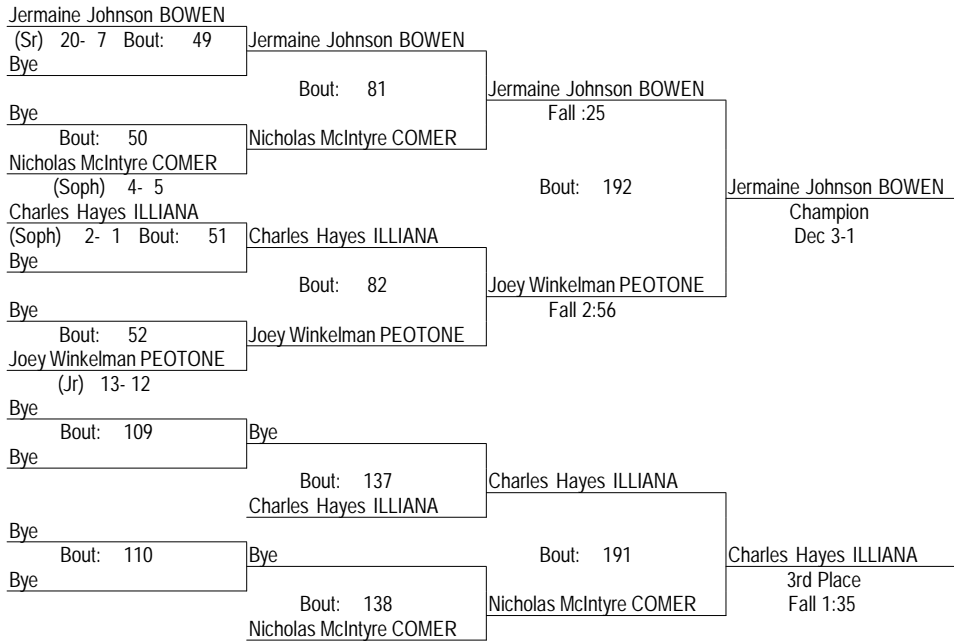 Jermaine Johnson BOWEN
(Sr) 20- 7 Bout: 49
Jermaine Johnson BOWEN
Bye
Bout: 81
Jermaine Johnson BOWEN
Bye
Fall :25
Bout: 50
Nicholas McIntyre COMER
Nicholas McIntyre COMER
(Soph) 4- 5
Bout: 192
Jermaine Johnson BOWEN
Charles Hayes ILLIANA
Champion
(Soph) 2- 1 Bout: 51
Charles Hayes ILLIANA
Dec 3-1
Bye
Bout: 82
Joey Winkelman PEOTONE
Bye
Fall 2:56
Bout: 52
Joey Winkelman PEOTONE
Joey Winkelman PEOTONE
(Jr) 13- 12
Bye
Bout: 109
Bye
Bye
Bout: 137
Charles Hayes ILLIANA
Charles Hayes ILLIANA
Bye
Bout: 110
Bye
Bout: 191
Charles Hayes ILLIANA
Bye
3rd Place
Bout: 138
Nicholas McIntyre COMER
Fall 1:35
Nicholas McIntyre COMER